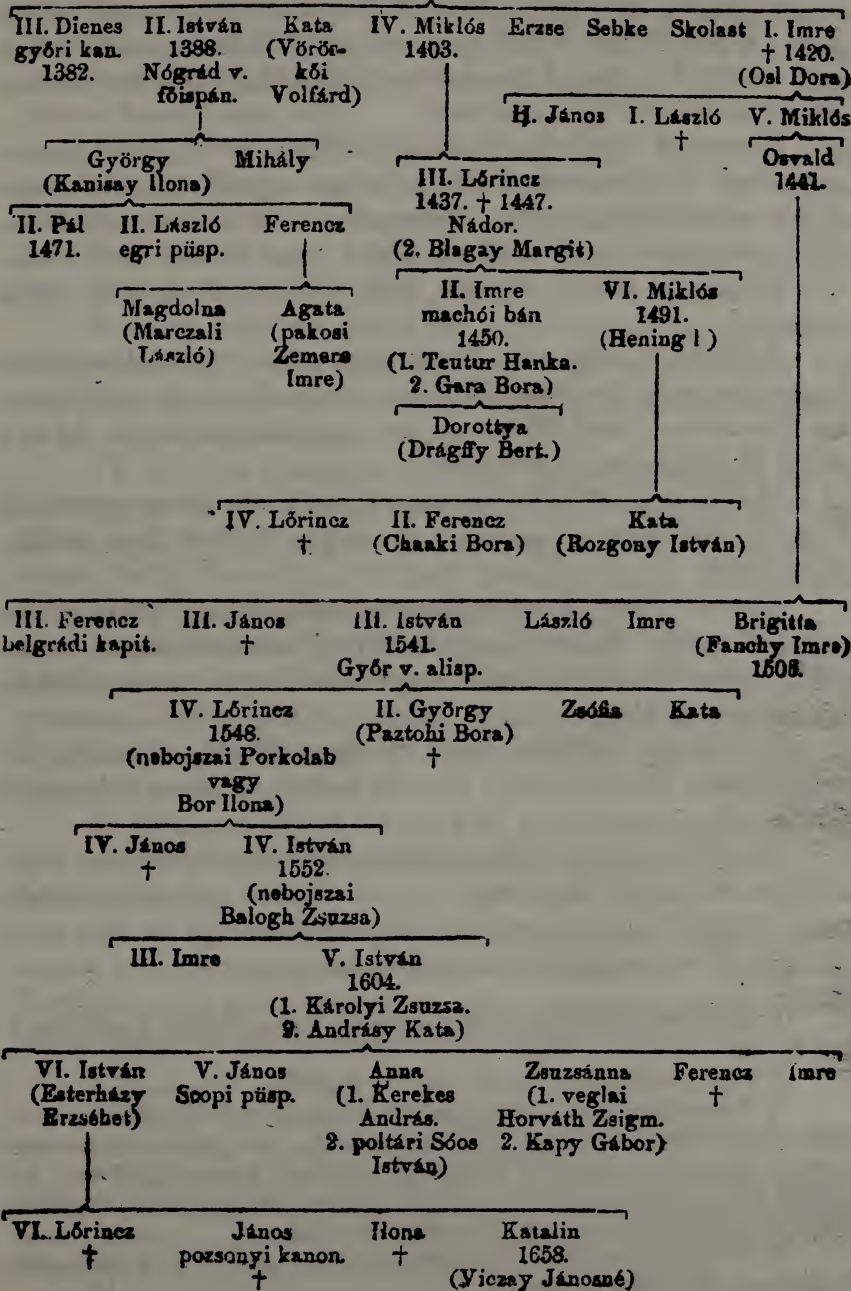 III. Dienes II. István Kata IV. Miklós Erzse Sebke Skolast I. Imre
győri kan. 1388. (Vörös- 1403. † 1420.
1382. Nógrád v. kői (Osl Dora)
főispán. Volfárd)
H. János I. László V. Miklós
†
György Mihály Osvald
(Kanisay Ilona) 1441.
III. Lőrincz
1437. † 1447.
Nádor.
(2. Blagay Margit)
II. Pál II. László Ferencz
1471. egri püsp.
II. Imre VI. Miklós
machói bán 1491.
1450. (Hening l )
(1. Teutur Hanka.
2. Gara Bora)
Magdolna Agata
(Marczali (pakosi
László) Zemere
Imre)
Dorottya
(Drágffy Bert.)
IV. Lőrincz II. Ferencz Kata
† (Chaaki Bora) (Rozgony István)
III. Ferencz III. János III. István László Imre Brigitta
belgrádi kapit. † 1541. (Fanchy Imre)
Győr v. alisp. 1506.
IV. Lőrincz II. György Zsófia Kata
1548. (Paztohi Bora)
(nebojszai Porkolab †
vagy
Bor Ilona)
IV. János IV. István
† 1552.
(nebojszai
Balogh Zsuzsa)
III. Imre V. István
1604.
(1. Károlyi Zsuzsa.
2. Andrásy Kata)
VI. István V. János Anna Zsuzsánna Ferencz Imre
(Esterházy Scopi püsp. (1. Kerekes (1. veglai †
Erzsébet) András. Horváth Zsigm.
2. poltári Sóos 2. Kapy Gábor)
István)
VI. Lőrincz János Ilona Katalin
† pozsonyi kanon. † 1658.
† (Viczay Jánosné)